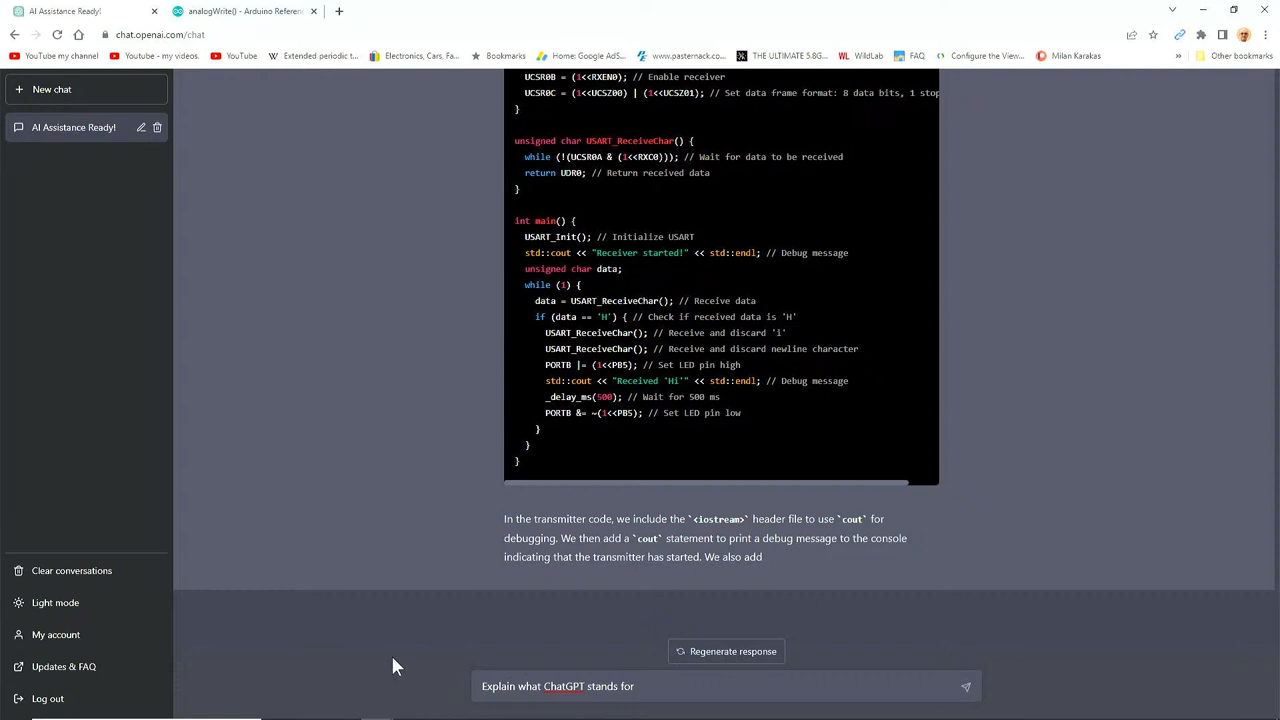 AI Assistance Ready!
analogWrite() - Arduino Referenc
chat.openai.com/chat
YouTube my channel
Youtube - my videos.
YouTube
Extended periodic t
Electronics, Cars, Fa
Bookmarks
Home: Google AdS
www.pasternack.co
THE ULTIMATE 5.8G
WL WildLab
FAQ
Configure the View
Milan Karakas
»
Other bookmarks
New chat
AI Assistance Ready!
UCSR0B = (1<<RXEN0); // Enable receiver
UCSR0C = (1<<UCSZ00) | (1<<UCSZ01); // Set data frame format: 8 data bits, 1 stop
}
unsigned char USART_ReceiveChar() {
while (!(UCSR0A & (1<<RXC0))); // Wait for data to be received
return UDR0; // Return received data
}
int main() {
USART_Init(); // Initialize USART
std::cout << "Receiver started!" << std::endl; // Debug message
unsigned char data;
while (1) {
data = USART_ReceiveChar(); // Receive data
if (data == 'H') { // Check if received data is 'H'
USART_ReceiveChar(); // Receive and discard 'i'
USART_ReceiveChar(); // Receive and discard newline character
PORTB |= (1<<PB5); // Set LED pin high
std::cout << "Received 'Hi'" << std::endl; // Debug message
_delay_ms(500); // Wait for 500 ms
PORTB &= ~(1<<PB5); // Set LED pin low
}
}
}
In the transmitter code, we include the `<iostream>` header file to use `cout` for
debugging. We then add a `cout` statement to print a debug message to the console
indicating that the transmitter has started. We also add
Clear conversations
Light mode
My account
Updates & FAQ
Log out
Regenerate response
Explain what ChatGPT stands for